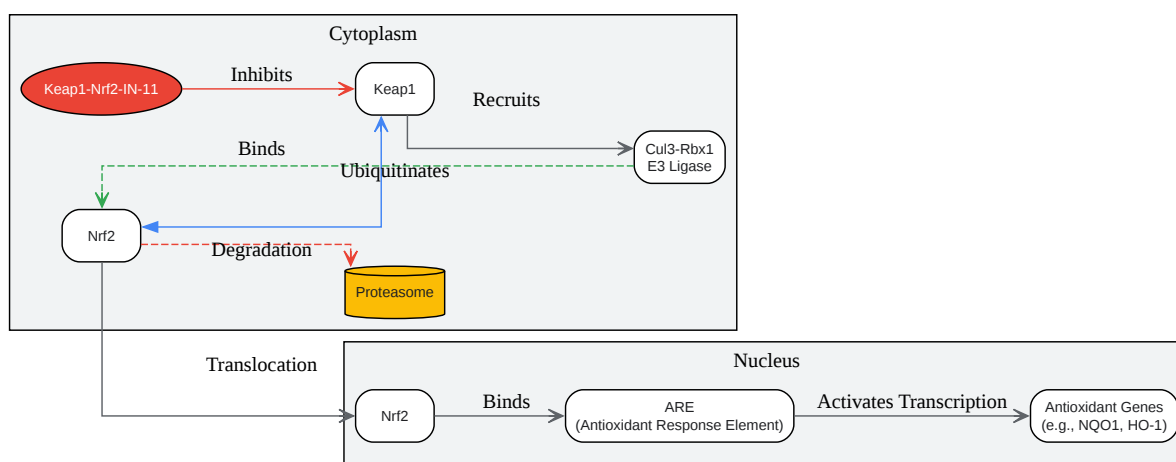 Cytoplasm
Keap1-Nrf2-IN-11
Inhibits
Keap1
Recruits
Cul3-Rbx1
E3 Ligase
Binds
Ubiquitinates
Nrf2
Degradation
Proteasome
Translocation
Nucleus
Nrf2
Binds
ARE
(Antioxidant Response Element)
Activates Transcription
Antioxidant Genes
(e.g., NQO1, HO-1)